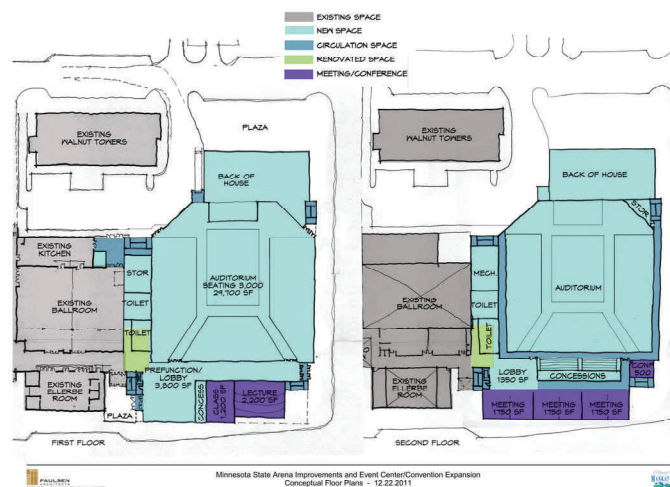 EXISTING SPACE
NEW SPACE
CIRCULATION SPACE
RENOVATED SPACE
MEETING/CONFERENCE
EXISTING
WALNUT TOWERS
PLAZA
BACK OF
HOUSE
EXISTING
KITCHEN
STOR
AUDITORIUM
SEATING 3,000
29,700 SF
EXISTING
BALLROOM
TOILET
TOILET
PREFUNCTION/
LOBBY
3,800 SF
CONCESS
CLASS
1,200 SF
LECTURE
2,200 SF
EXISTING
ELLERBE
ROOM
PLAZA
FIRST FLOOR
EXISTING
WALNUT TOWERS
BACK OF HOUSE
STOR
MECH.
AUDITORIUM
EXISTING
BALLROOM
TOILET
TOILET
LOBBY
1350 SF
CONCESSIONS
CONF
300
EXISTING
ELLERBE
ROOM
MEETING
1750 SF
MEETING
1750 SF
MEETING
1750 SF
SECOND FLOOR
PAULSEN
ARCHITECTS
Minnesota State Arena Improvements and Event Center/Convention Expansion
Conceptual Floor Plans - 12.22.2011